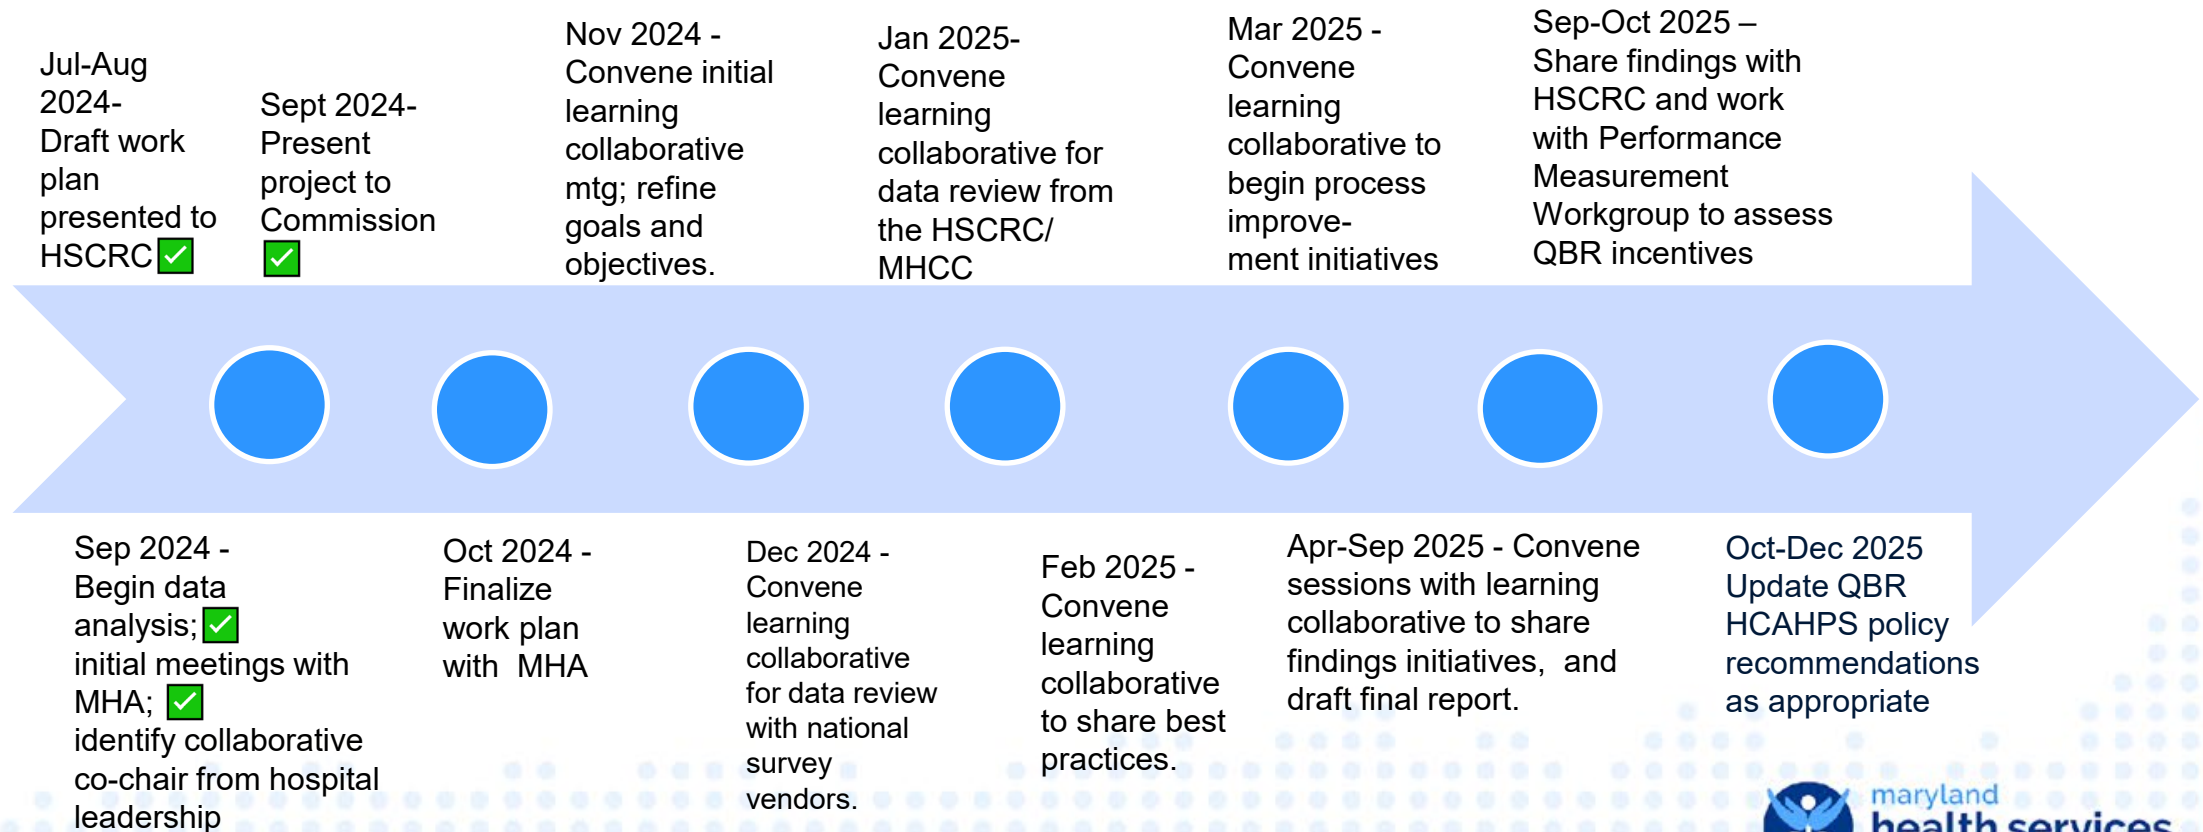 Jul-Aug
2024-
Draft work
plan
presented to
HSCRC ✅
Sept 2024-
Present
project to
Commission
✅
Nov 2024 -
Convene initial
learning
collaborative
mtg; refine
goals and
objectives.
Jan 2025-
Convene
learning
collaborative for
data review from
the HSCRC/
MHCC
Mar 2025 -
Convene
learning
collaborative to
begin process
improve-
ment initiatives
Sep-Oct 2025 –
Share findings with
HSCRC and work
with Performance
Measurement
Workgroup to assess
QBR incentives
Sep 2024 -
Begin data
analysis; ✅
initial meetings with
MHA; ✅
identify collaborative
co-chair from hospital
leadership
Oct 2024 -
Finalize
work plan
with  MHA
Dec 2024 -
Convene
learning
collaborative
for data review
with national
survey
vendors.
Feb 2025 -
Convene
learning
collaborative
to share best
practices.
Apr-Sep 2025 - Convene
sessions with learning
collaborative to share
findings initiatives,  and
draft final report.
Oct-Dec 2025
Update QBR
HCAHPS policy
recommendations
as appropriate
maryland
health services